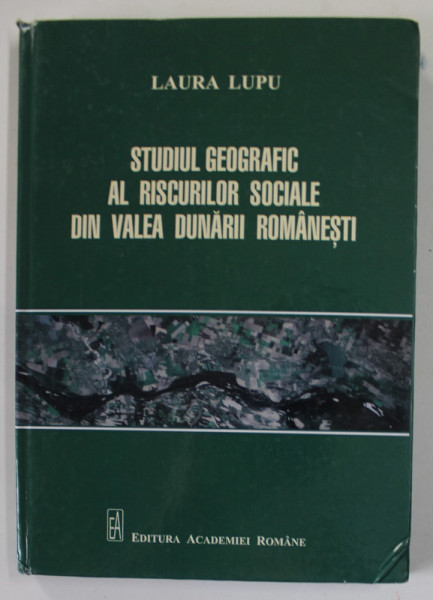 LAURA LUPU
STUDIUL GEOGRAFIC
AL RISCURILOR SOCIALE
DIN VALEA DUNĂRII ROMÂNEȘTI
EA EDITURA ACADEMIEI ROMÂNE